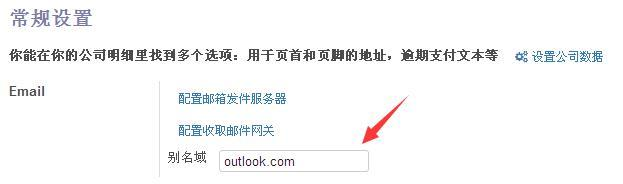 常规设置
你能在你的公司明细里找到多个选项：用于页首和页脚的地址，逾期支付文本等 设置公司数据
Email 配置邮箱发件服务器
配置收取邮件网关
别名域 outlook.com